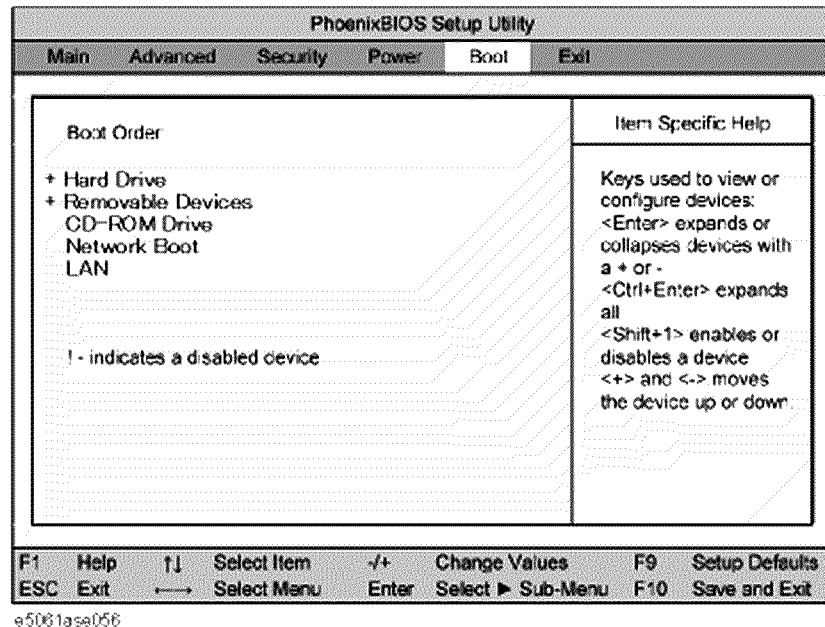 PhoenixBIOS Setup Utility
Main Advanced Security Power Boot Exit
Boot Order
+ Hard Drive
+ Removable Devices
CD-ROM Drive
Network Boot
LAN
! - indicates a disabled device
Item Specific Help
Keys used to view or
configure devices:
<Enter> expands or
collapses devices with
a + or -
<Ctrl+Enter> expands
all
<Shift+1> enables or
disables a device
<+> and <-> moves
the device up or down.
F1 Help ↑↓ Select Item -/+ Change Values F9 Setup Defaults
ESC Exit ←→ Select Menu Enter Select ▶ Sub-Menu F10 Save and Exit
e5061ase056